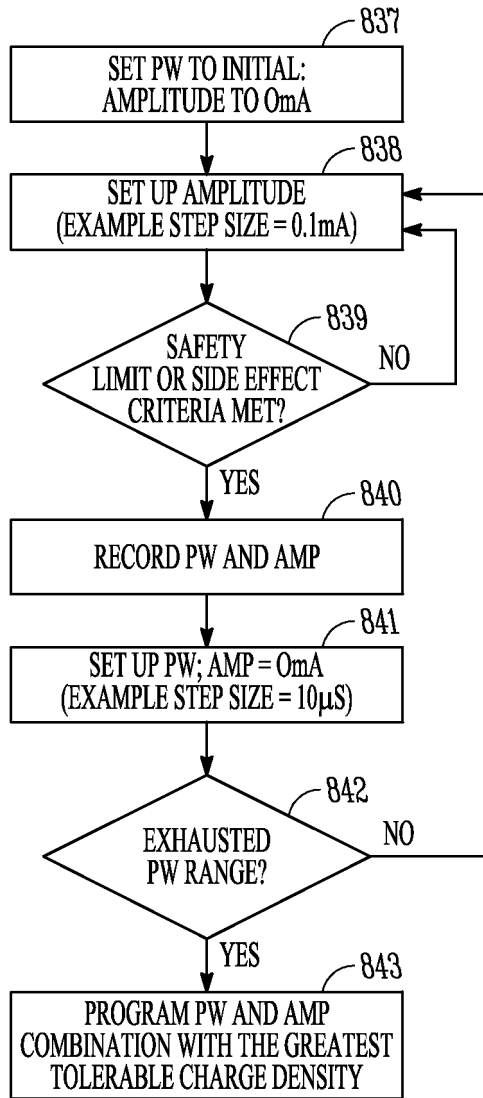 837
SET PW TO INITIAL:
AMPLITUDE TO 0mA
838
SET UP AMPLITUDE
(EXAMPLE STEP SIZE = 0.1mA)
839
SAFETY
LIMIT OR SIDE EFFECT
CRITERIA MET?
NO
YES
840
RECORD PW AND AMP
841
SET UP PW; AMP = 0mA
(EXAMPLE STEP SIZE = 10µS)
842
EXHAUSTED
PW RANGE?
NO
YES
843
PROGRAM PW AND AMP
COMBINATION WITH THE GREATEST
TOLERABLE CHARGE DENSITY